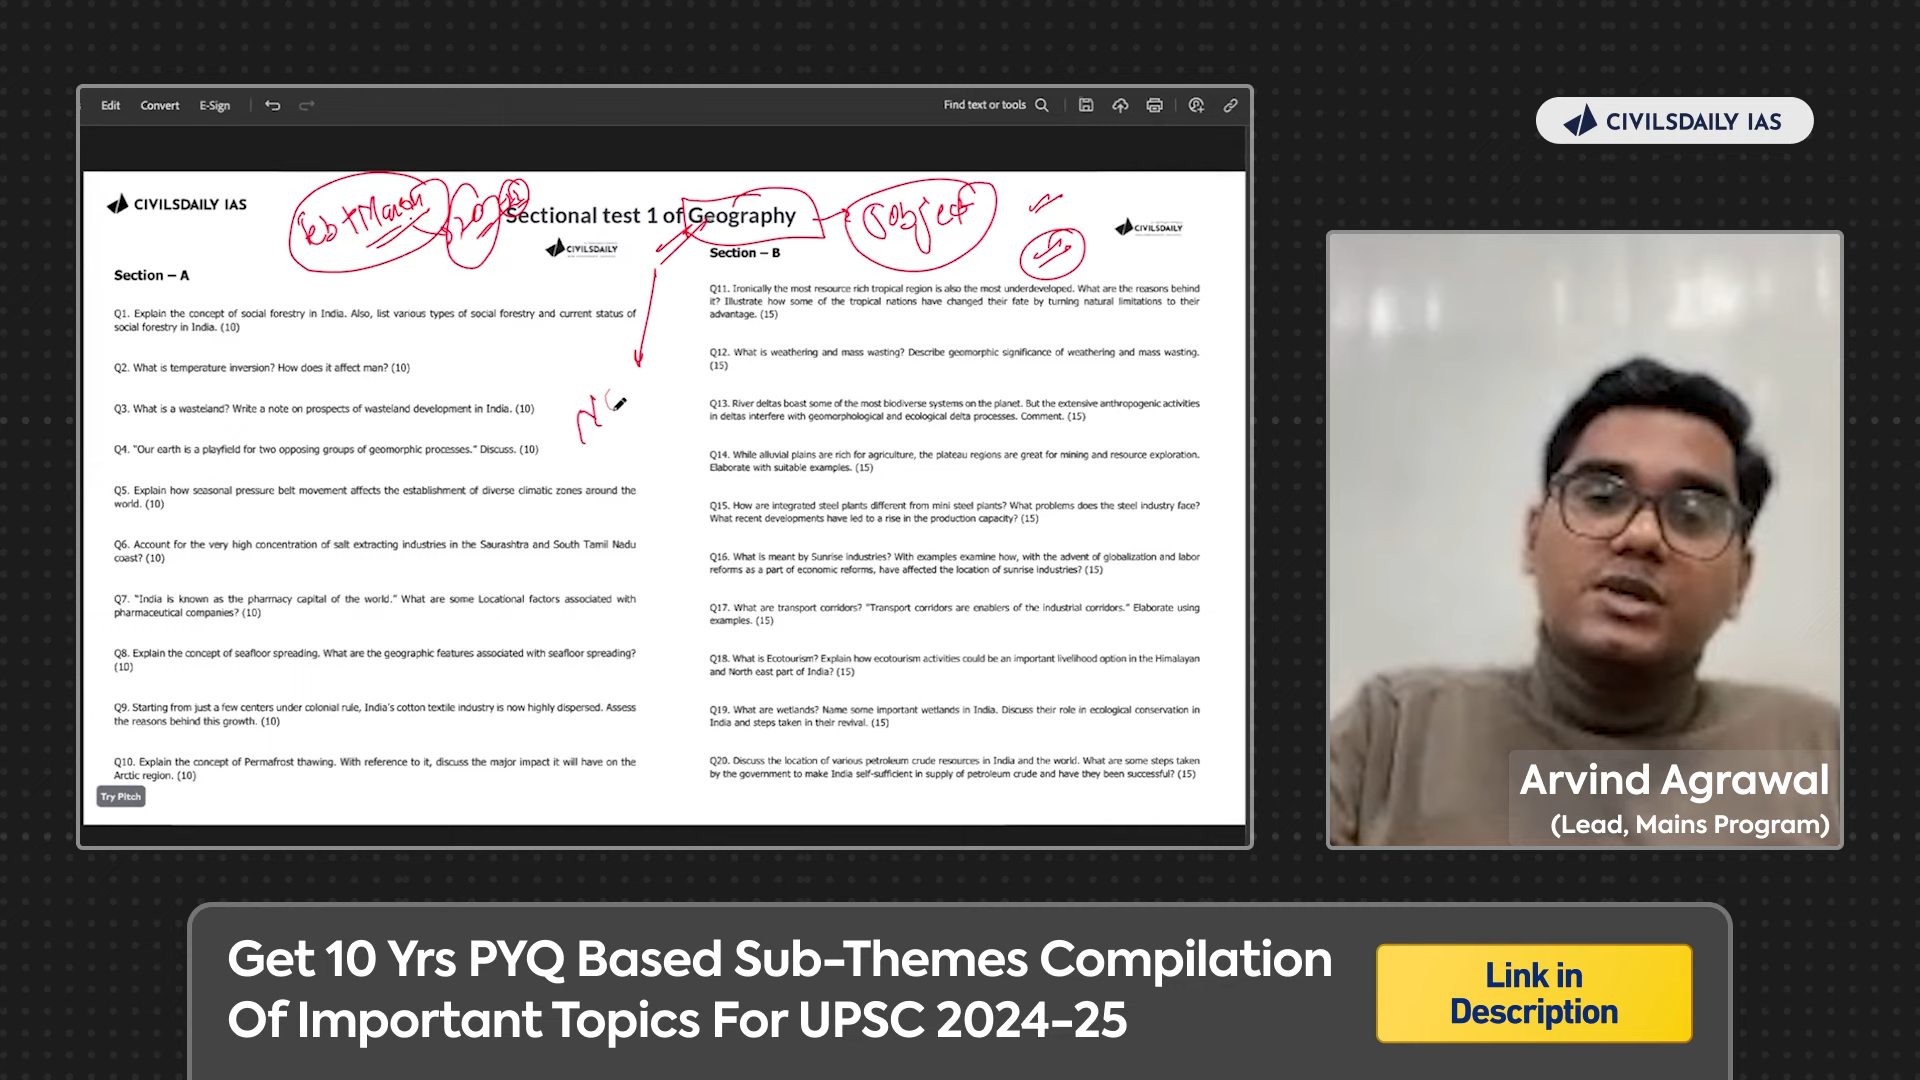 Edit Convert E-Sign Find text or tools
CIVILSDAILY IAS
CIVILSDAILY IAS
Feb + March
Sectional test 1 of Geography
Subject
CIVILSDAILY
CIVILSDAILY
Section – A
Q1. Explain the concept of social forestry in India. Also, list various types of social forestry and current status of
social forestry in India. (10)
Q2. What is temperature inversion? How does it affect man? (10)
Q3. What is a wasteland? Write a note on prospects of wasteland development in India. (10)
Q4. "Our earth is a playfield for two opposing groups of geomorphic processes." Discuss. (10)
Q5. Explain how seasonal pressure belt movement affects the establishment of diverse climatic zones around the
world. (10)
Q6. Account for the very high concentration of salt extracting industries in the Saurashtra and South Tamil Nadu
coast? (10)
Q7. "India is known as the pharmacy capital of the world." What are some Locational factors associated with
pharmaceutical companies? (10)
Q8. Explain the concept of seafloor spreading. What are the geographic features associated with seafloor spreading?
(10)
Q9. Starting from just a few centers under colonial rule, India's cotton textile industry is now highly dispersed. Assess
the reasons behind this growth. (10)
Q10. Explain the concept of Permafrost thawing. With reference to it, discuss the major impact it will have on the
Arctic region. (10)
Try Pitch
Section – B
Q11. Ironically the most resource rich tropical region is also the most underdeveloped. What are the reasons behind
it? Illustrate how some of the tropical nations have changed their fate by turning natural limitations to their
advantage. (15)
Q12. What is weathering and mass wasting? Describe geomorphic significance of weathering and mass wasting.
(15)
Q13. River deltas boast some of the most biodiverse systems on the planet. But the extensive anthropogenic activities
in deltas interfere with geomorphological and ecological delta processes. Comment. (15)
Q14. While alluvial plains are rich for agriculture, the plateau regions are great for mining and resource exploration.
Elaborate with suitable examples. (15)
Q15. How are integrated steel plants different from mini steel plants? What problems does the steel industry face?
What recent developments have led to a rise in the production capacity? (15)
Q16. What is meant by Sunrise industries? With examples examine how, with the advent of globalization and labor
reforms as a part of economic reforms, have affected the location of sunrise industries? (15)
Q17. What are transport corridors? "Transport corridors are enablers of the industrial corridors." Elaborate using
examples. (15)
Q18. What is Ecotourism? Explain how ecotourism activities could be an important livelihood option in the Himalayan
and North east part of India? (15)
Q19. What are wetlands? Name some important wetlands in India. Discuss their role in ecological conservation in
India and steps taken in their revival. (15)
Q20. Discuss the location of various petroleum crude resources in India and the world. What are some steps taken
by the government to make India self-sufficient in supply of petroleum crude and have they been successful? (15)
Arvind Agrawal
(Lead, Mains Program)
Get 10 Yrs PYQ Based Sub-Themes Compilation
Of Important Topics For UPSC 2024-25
Link in
Description